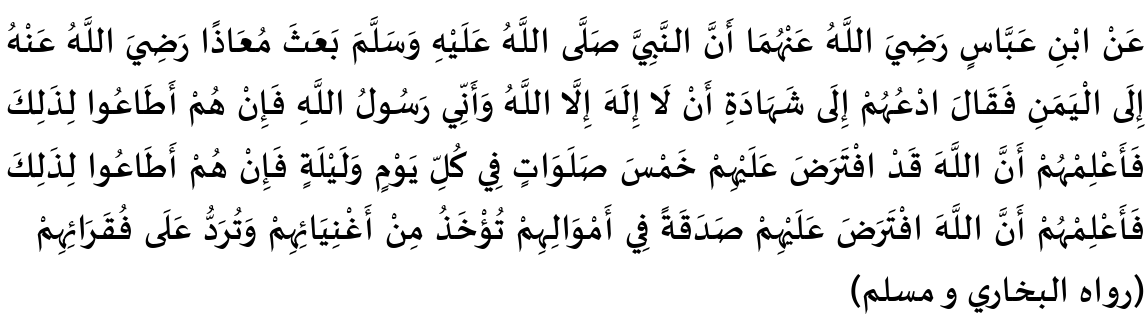 عَنْ ابْنِ عَبَّاسٍ رَضِيَ اللَّهُ عَنْهُمَا أَنَّ النَّبِيَّ صَلَّى اللَّهُ عَلَيْهِ وَسَلَّمَ بَعَثَ مُعَاذًا رَضِيَ اللَّهُ عَنْهُ
إِلَى الْيَمَنِ فَقَالَ ادْعُهُمْ إِلَى شَهَادَةِ أَنْ لَا إِلَهَ إِلَّا اللَّهُ وَأَنِّي رَسُولُ اللَّهِ فَإِنْ هُمْ أَطَاعُوا لِذَلِكَ
فَأَعْلِمْهُمْ أَنَّ اللَّهَ قَدْ افْتَرَضَ عَلَيْهِمْ خَمْسَ صَلَوَاتٍ فِي كُلِّ يَوْمٍ وَلَيْلَةٍ فَإِنْ هُمْ أَطَاعُوا لِذَلِكَ
فَأَعْلِمْهُمْ أَنَّ اللَّهَ افْتَرَضَ عَلَيْهِمْ صَدَقَةً فِي أَمْوَالِهِمْ تُؤْخَذُ مِنْ أَغْنِيَائِهِمْ وَتُرَدُّ عَلَى فُقَرَائِهِمْ
(رواه البخاري و مسلم)